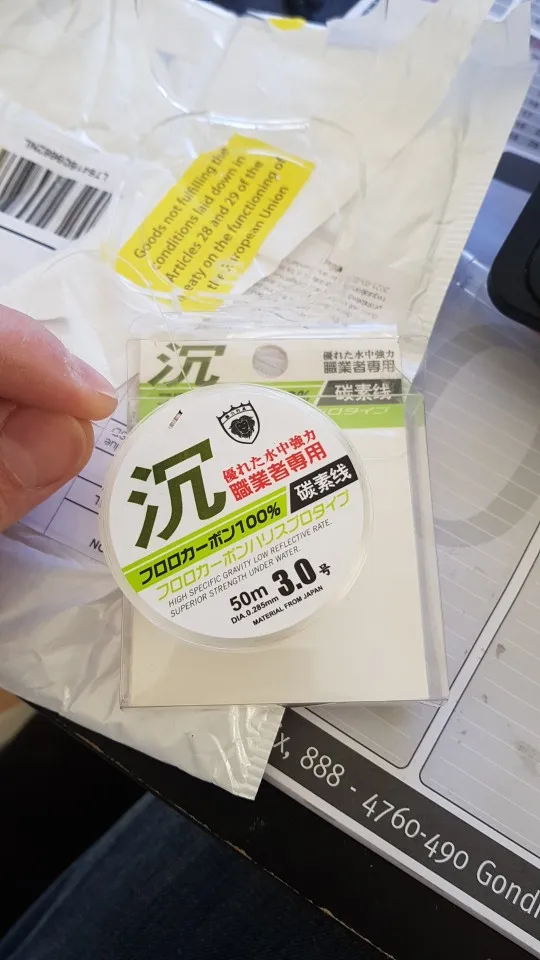 LT941809862NL
Goods not fulfilling the
conditions laid down in
Articles 28 and 29 of the
eaty on the functioning of
the European Union
沉
優れた水中強力
職業者専用
碳素线
沉
優れた水中強力
職業者専用
碳素线
フロロカーボン100%
フロロカーボンハリスプロタイプ
HIGH SPECIFIC GRAVITY LOW REFLECTIVE RATE.
SUPERIOR STRENGTH UNDER WATER.
50m 3.0号
DIA.0.285mm
MATERIAL FROM JAPAN
x, 888 - 4760-490 Gondi